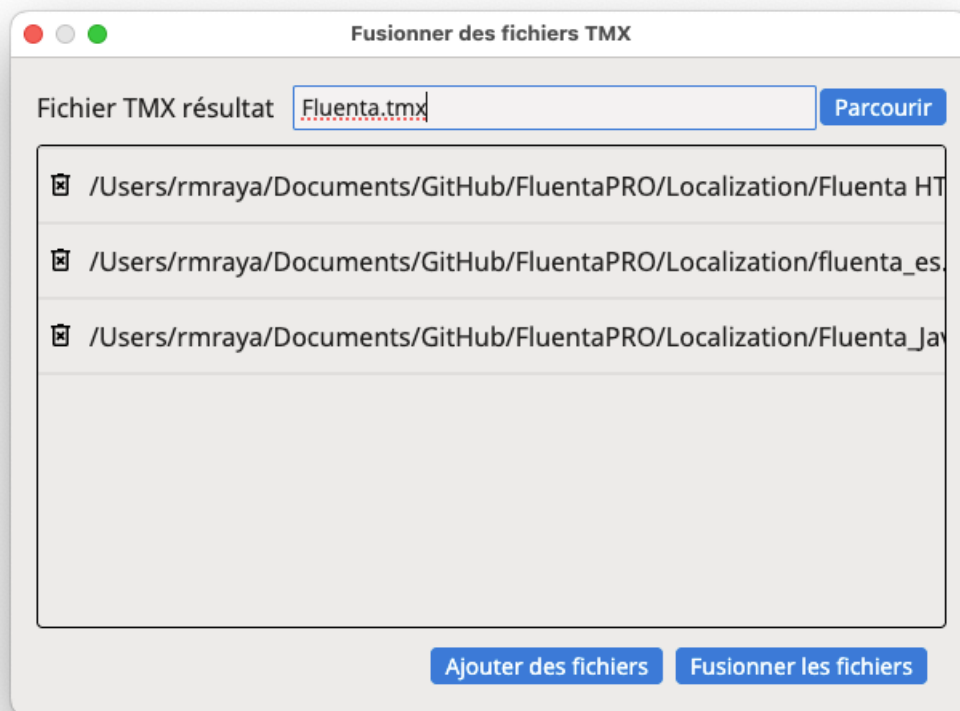 Fusionner des fichiers TMX
Fichier TMX résultat Fluenta.tmx Parcourir
/Users/rmraya/Documents/GitHub/FluentaPRO/Localization/Fluenta HT
/Users/rmraya/Documents/GitHub/FluentaPRO/Localization/fluenta_es.
/Users/rmraya/Documents/GitHub/FluentaPRO/Localization/Fluenta_Jav
Ajouter des fichiers Fusionner les fichiers